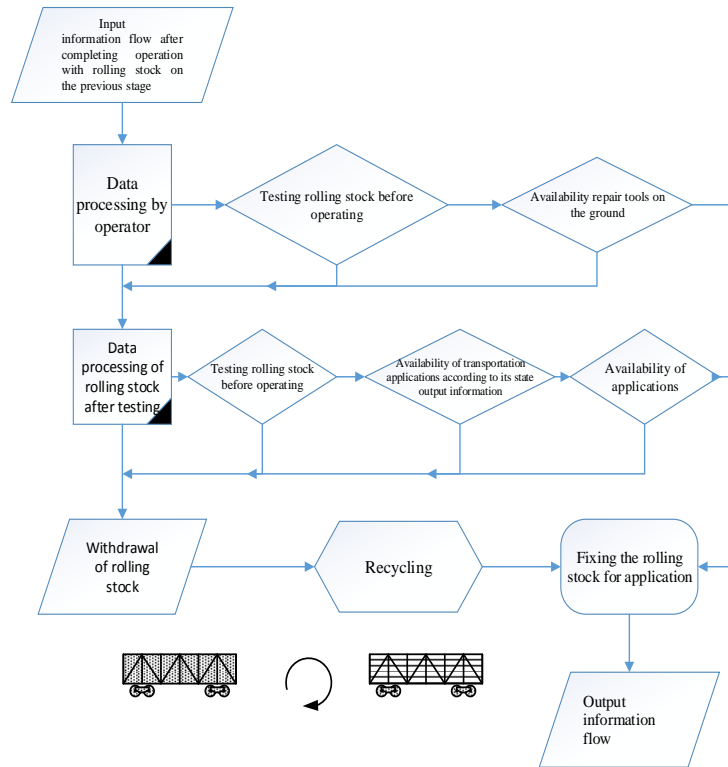 Input
information flow after
completing operation
with rolling stock on
the previous stage
Data
processing by
operator
Testing rolling stock before
operating
Availability repair tools on
the ground
Data
processing of
rolling stock
after testing
Testing rolling stock
before operating
Availability of transportation
applications according to its state
output information
Availability of
applications
Withdrawal
of rolling
stock
Recycling
Fixing the rolling
stock for application
Output
information
flow